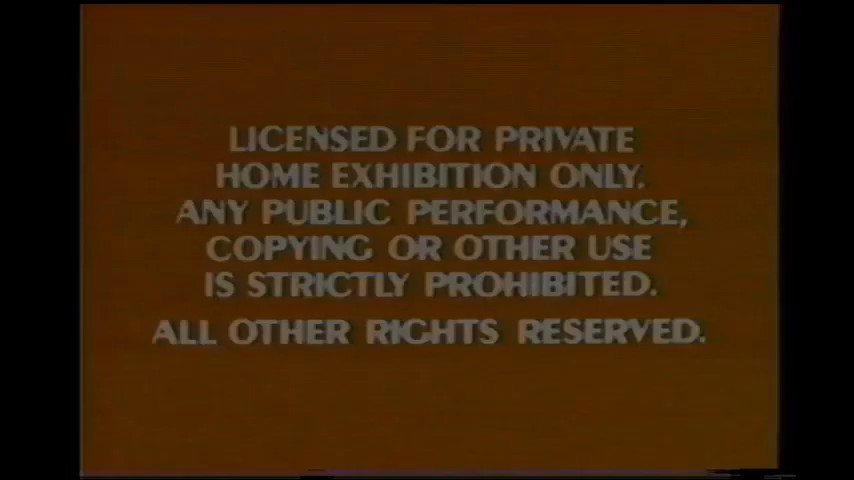 LICENSED FOR PRIVATE
HOME EXHIBITION ONLY.
ANY PUBLIC PERFORMANCE,
COPYING OR OTHER USE
IS STRICTLY PROHIBITED.
ALL OTHER RIGHTS RESERVED.